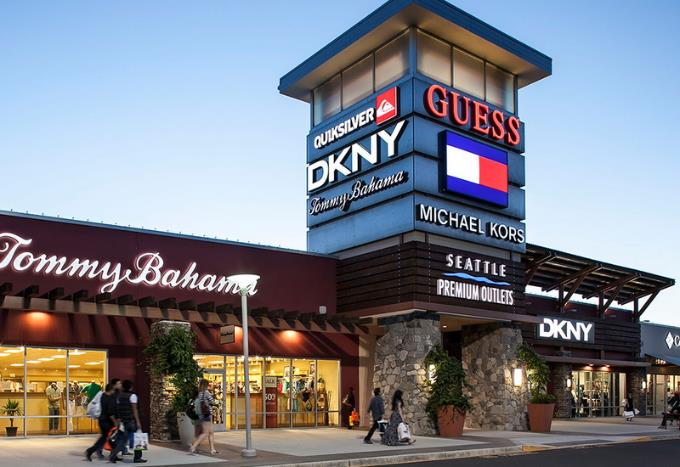 QUIKSILVER
DKNY
Tommy Bahama
GUESS
MICHAEL KORS
SEATTLE
PREMIUM OUTLETS
Tommy Bahama
DKNY